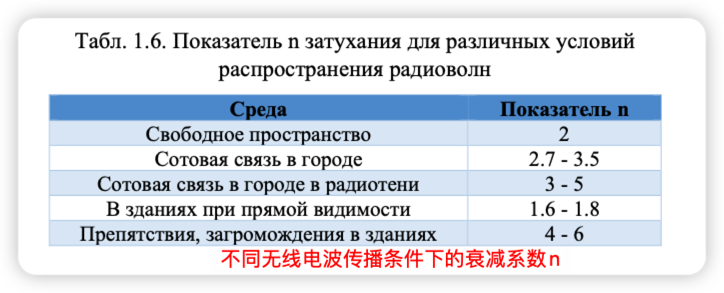 Табл. 1.6. Показатель n затухания для различных условий
распространения радиоволн
Среда Показатель n
Свободное пространство 2
Сотовая связь в городе 2.7 - 3.5
Сотовая связь в городе в радиотени 3 - 5
В зданиях при прямой видимости 1.6 - 1.8
Препятствия, загромождения в зданиях 4 - 6
不同无线电波传播条件下的衰减系数n